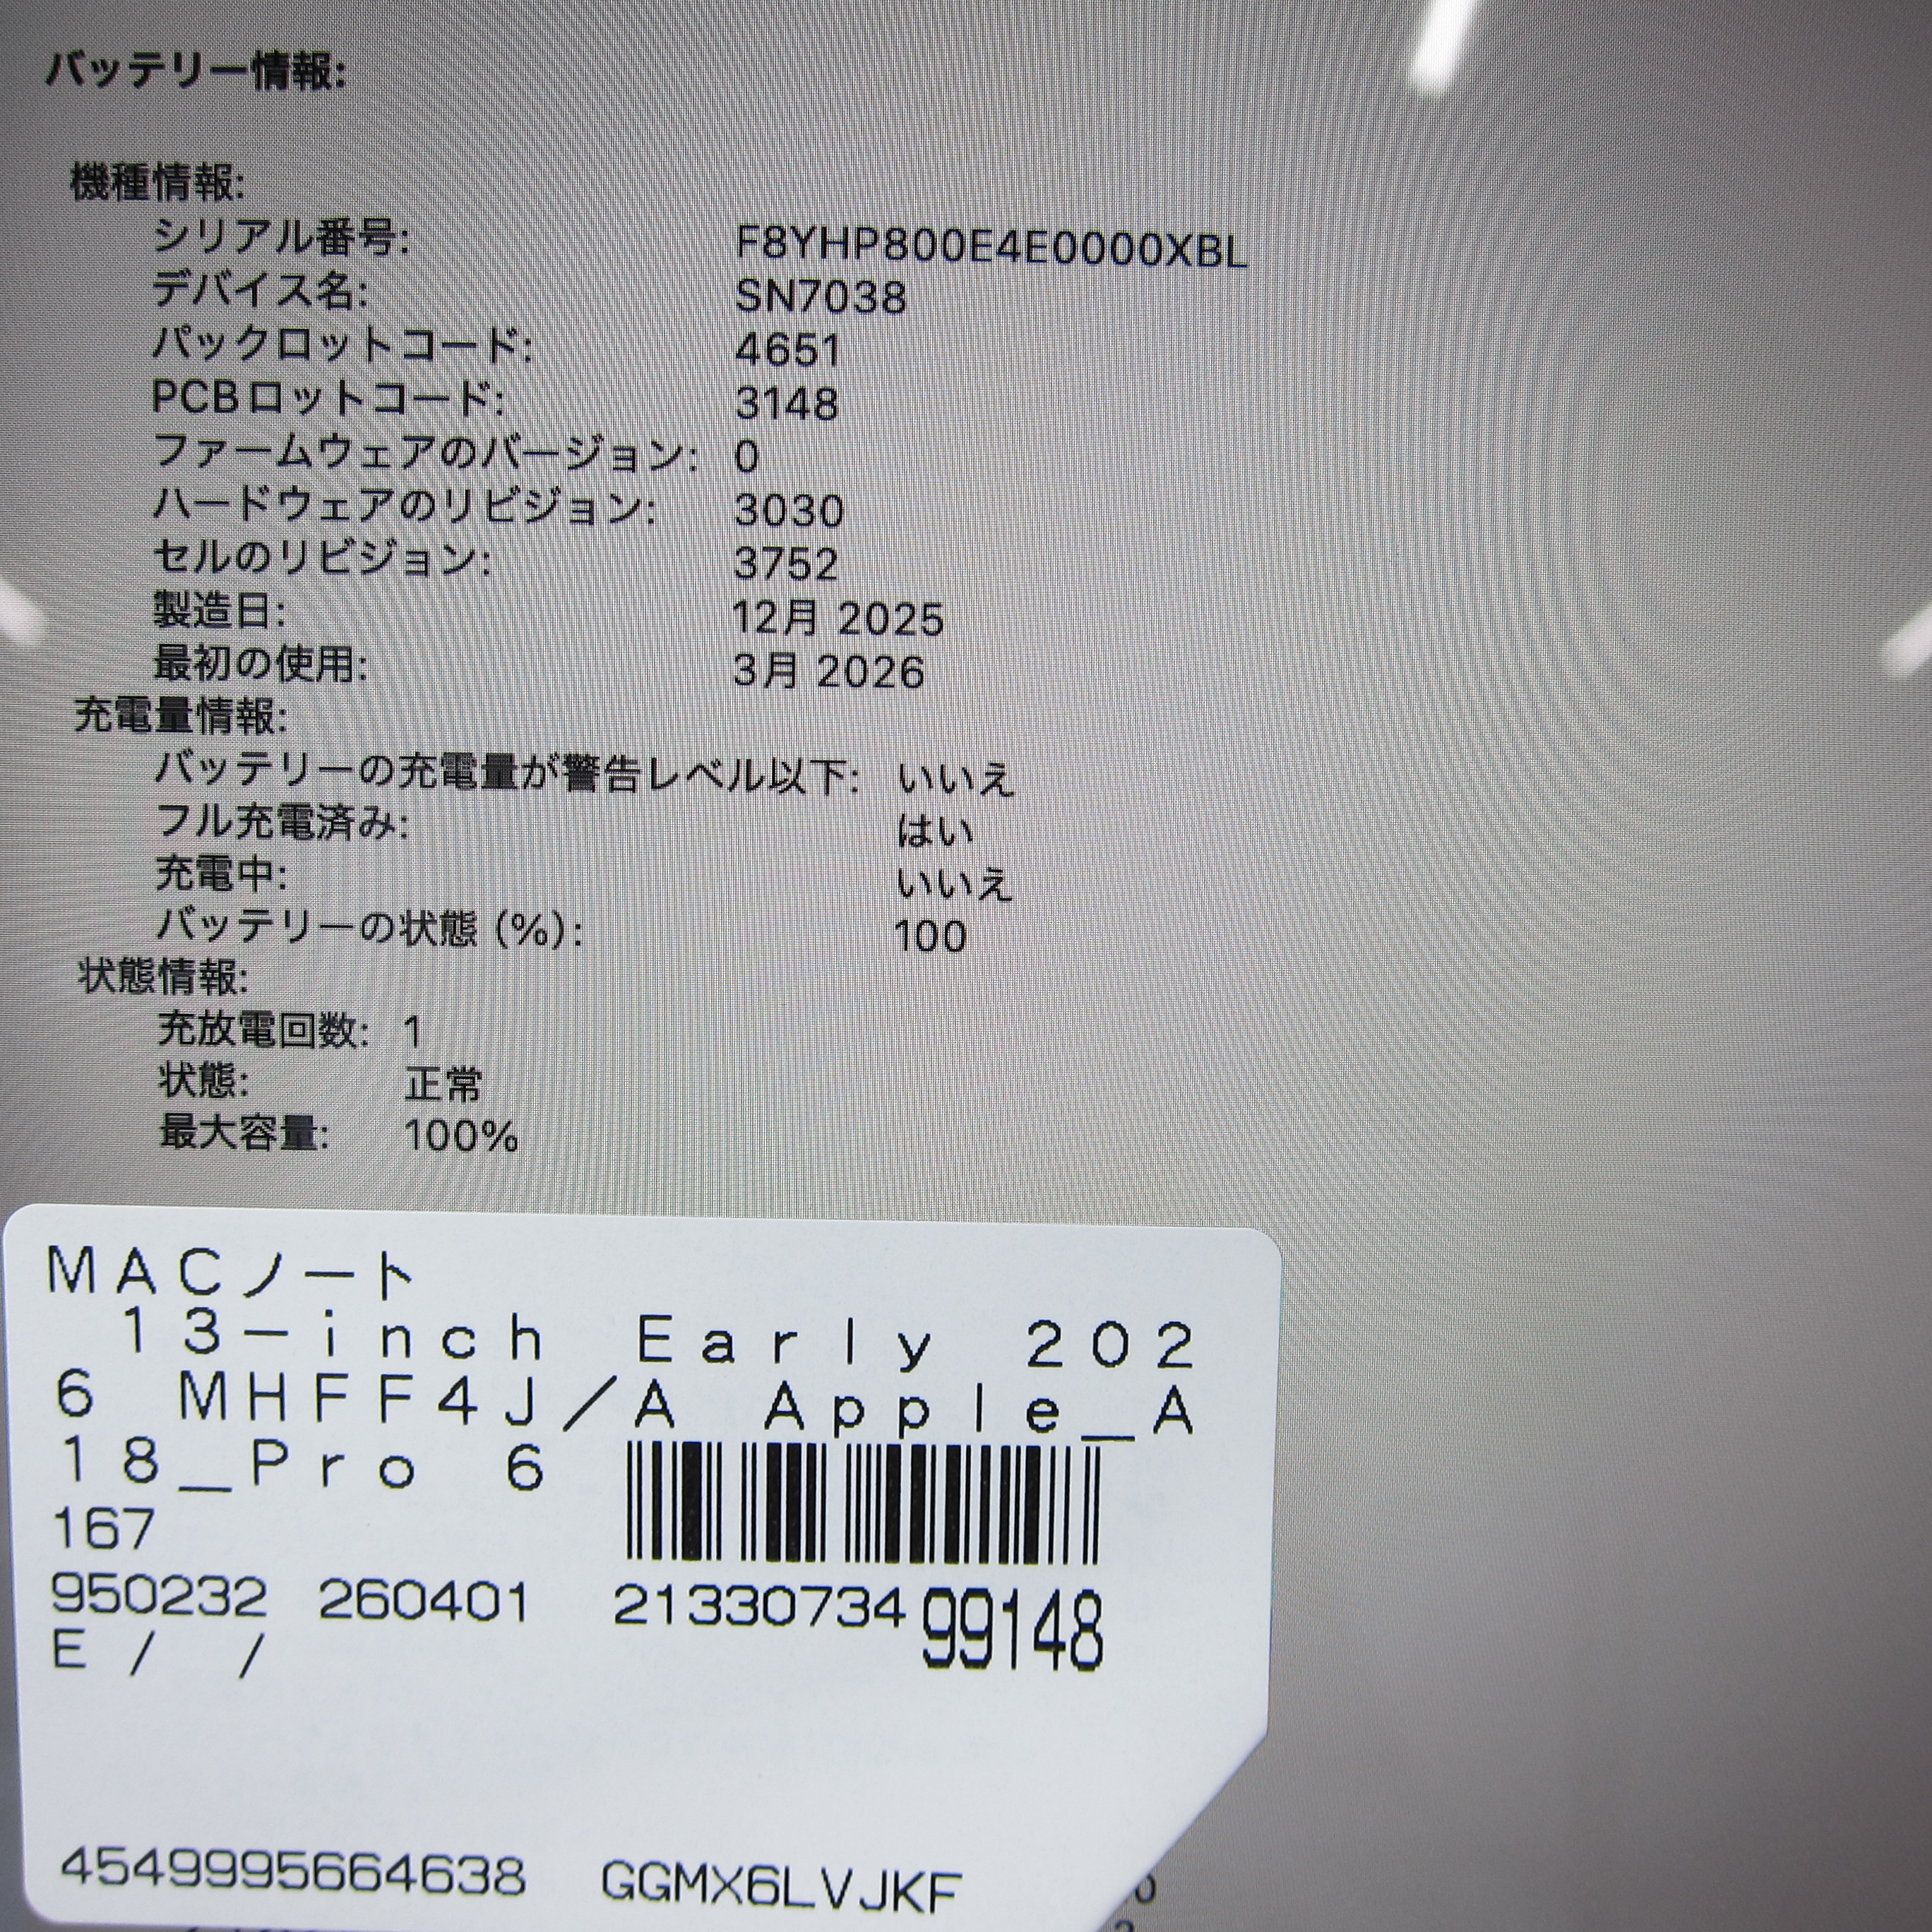 バッテリー情報:
機種情報:
シリアル番号: F8YHP800E4E0000XBL
デバイス名: SN7038
パックロットコード: 4651
PCBロットコード: 3148
ファームウェアのバージョン: 0
ハードウェアのリビジョン: 3030
セルのリビジョン: 3752
製造日: 12月 2025
最初の使用: 3月 2026
充電量情報:
バッテリーの充電量が警告レベル以下: いいえ
フル充電済み: はい
充電中: いいえ
バッテリーの状態 (%): 100
状態情報:
充放電回数: 1
状態: 正常
最大容量: 100%
MACノート
13-inch Early 202
6 MHFF4J/A Apple_A
18_Pro 6
167
950232 260401 2133073499148
E / /
4549995664638 GGMX6LVJKF